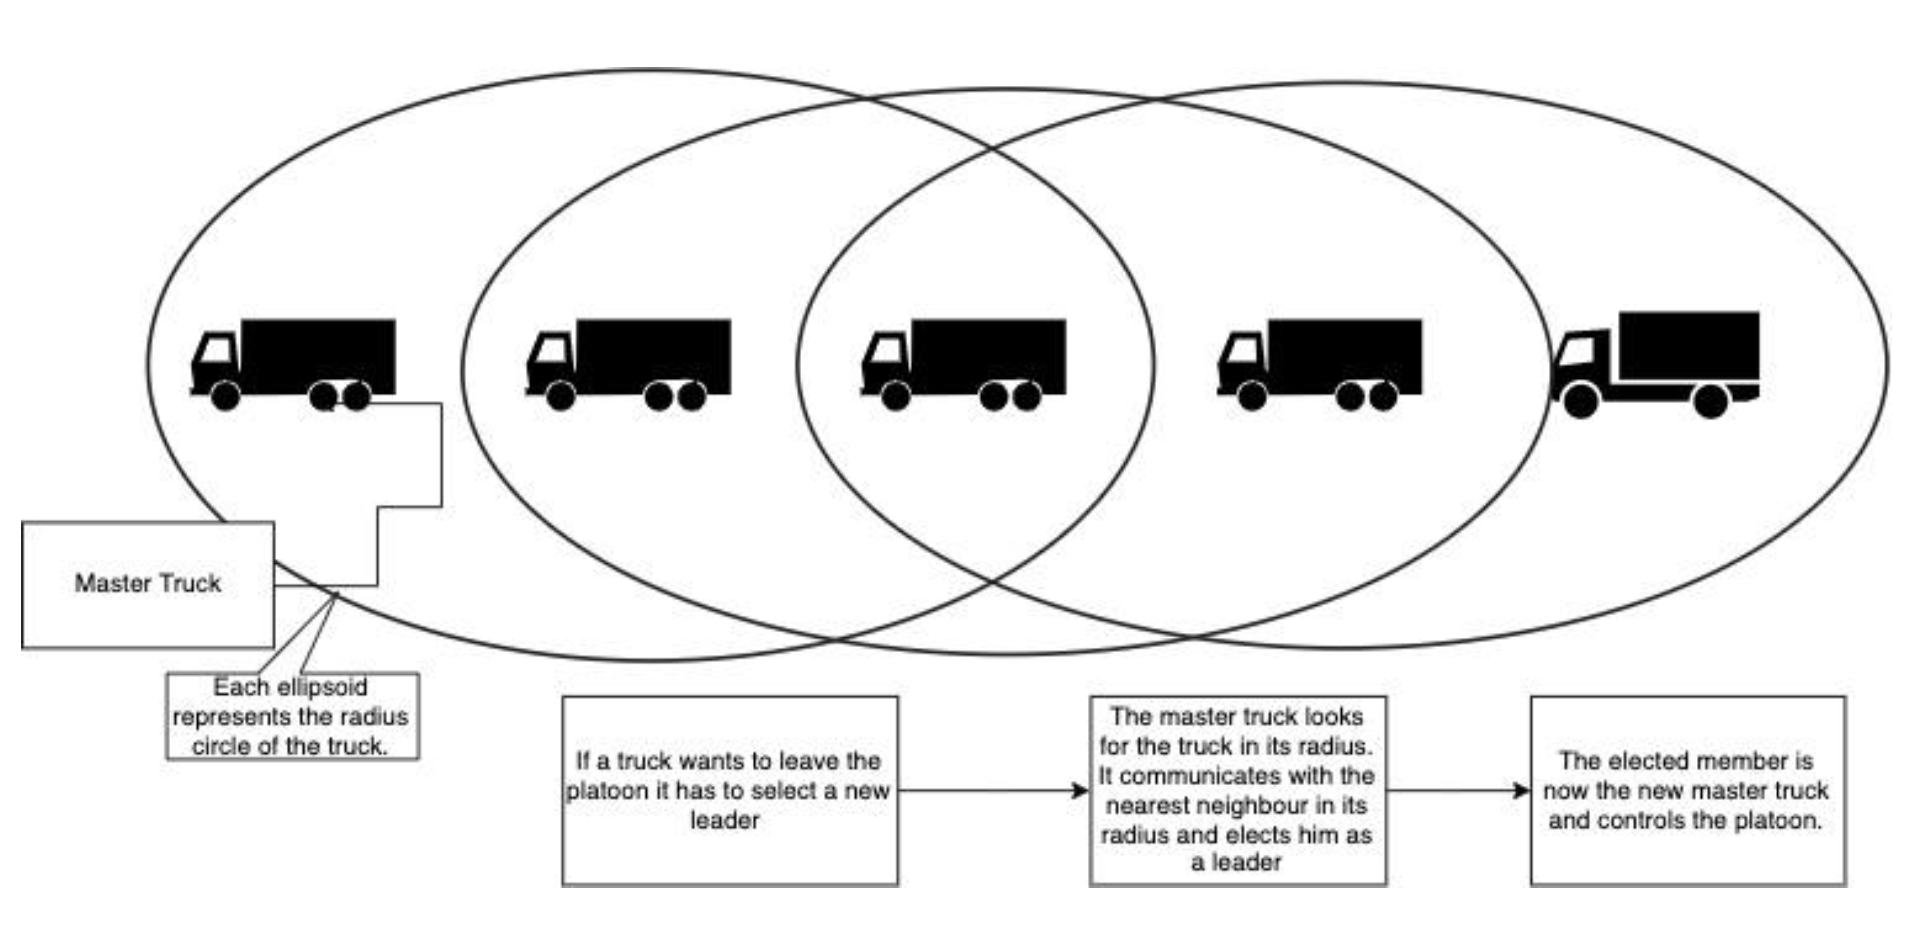 Master Truck
Each ellipsoid
represents the radius
circle of the truck.
If a truck wants to leave the
platoon it has to select a new
leader
The master truck looks
for the truck in its radius.
It communicates with the
nearest neighbour in its
radius and elects him as
a leader
The elected member is
now the new master truck
and controls the platoon.